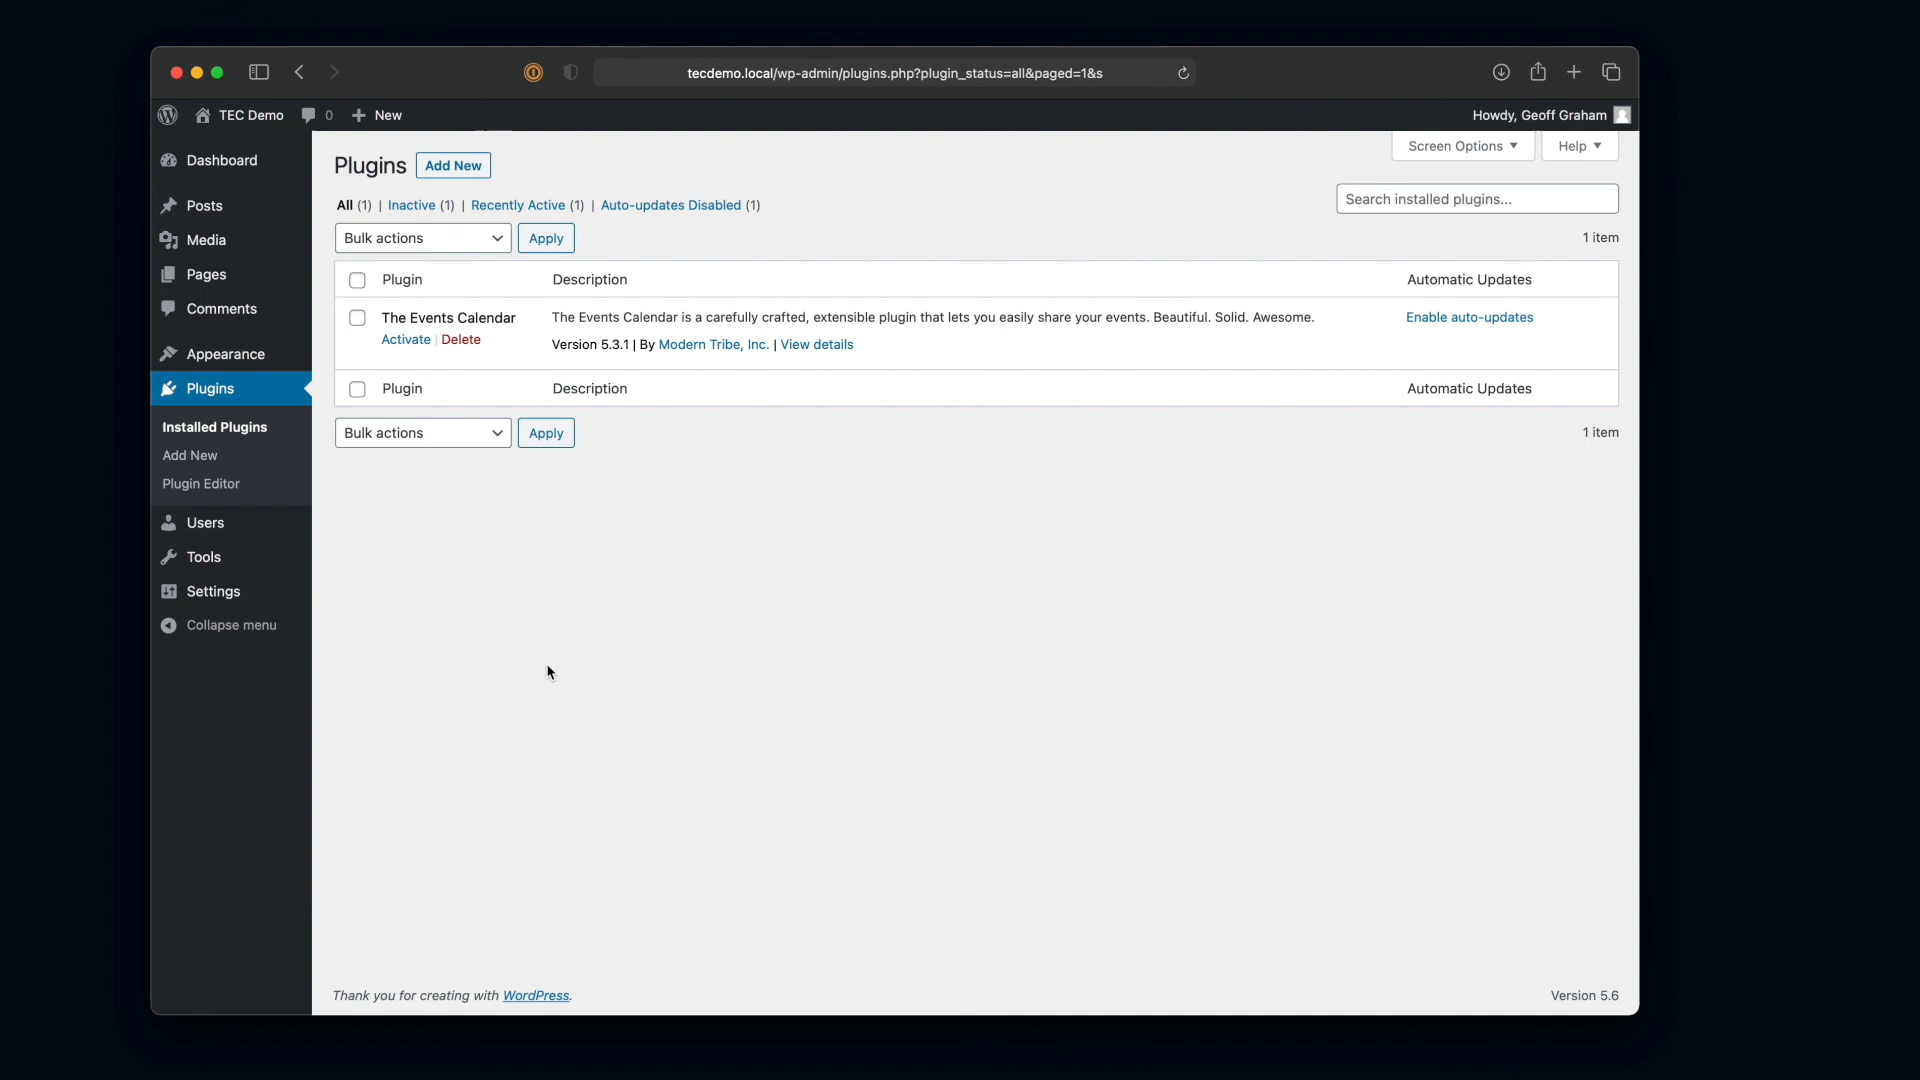 tecdemo.local/wp-admin/plugins.php?plugin_status=all&paged=1&s
TEC Demo 0 New Howdy, Geoff Graham
Screen Options Help
Dashboard
Posts
Media
Pages
Comments
Appearance
Plugins
Installed Plugins
Add New
Plugin Editor
Users
Tools
Settings
Collapse menu
Plugins Add New
All (1) | Inactive (1) | Recently Active (1) | Auto-updates Disabled (1)
Search installed plugins...
Bulk actions Apply 1 item
Plugin Description Automatic Updates
The Events Calendar The Events Calendar is a carefully crafted, extensible plugin that lets you easily share your events. Beautiful. Solid. Awesome. Enable auto-updates
Activate | Delete
Version 5.3.1 | By Modern Tribe, Inc. | View details
Plugin Description Automatic Updates
Bulk actions Apply 1 item
Thank you for creating with WordPress. Version 5.6